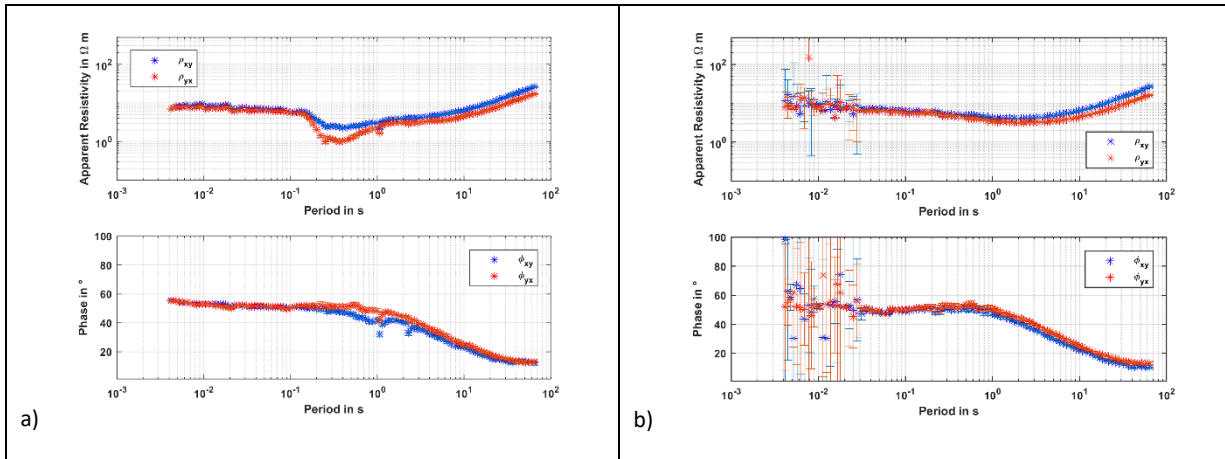 Apparent Resistivity in Ω m
10²
10⁰
ρxy
ρyx
10⁻³ 10⁻² 10⁻¹ 10⁰ 10¹ 10²
Period in s
Phase in °
100
80
60
40
20
ϕxy
ϕyx
10⁻³ 10⁻² 10⁻¹ 10⁰ 10¹ 10²
Period in s
a)
Apparent Resistivity in Ω m
10²
10⁰
ρxy
ρyx
10⁻³ 10⁻² 10⁻¹ 10⁰ 10¹ 10²
Period in s
Phase in °
100
80
60
40
20
ϕxy
ϕyx
10⁻³ 10⁻² 10⁻¹ 10⁰ 10¹ 10²
Period in s
b)